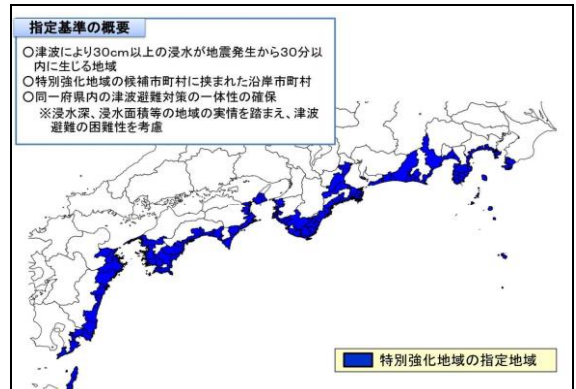 指定基準の概要
○津波により30cm以上の浸水が地震発生から30分以
内に生じる地域
○特別強化地域の候補市町村に挟まれた沿岸市町村
○同一府県内の津波避難対策の一体性の確保
※浸水深、浸水面積等の地域の実情を踏まえ、津波
避難の困難性を考慮
特別強化地域の指定地域